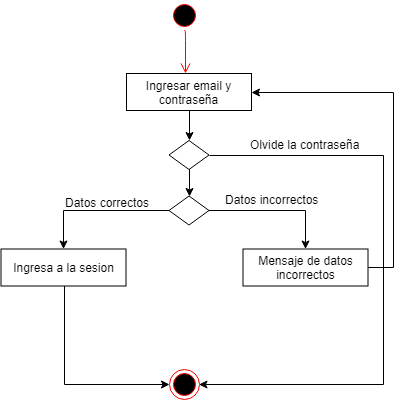 Ingresar email y
contraseña
Olvide la contraseña
Datos correctos
Datos incorrectos
Ingresa a la sesion
Mensaje de datos
incorrectos